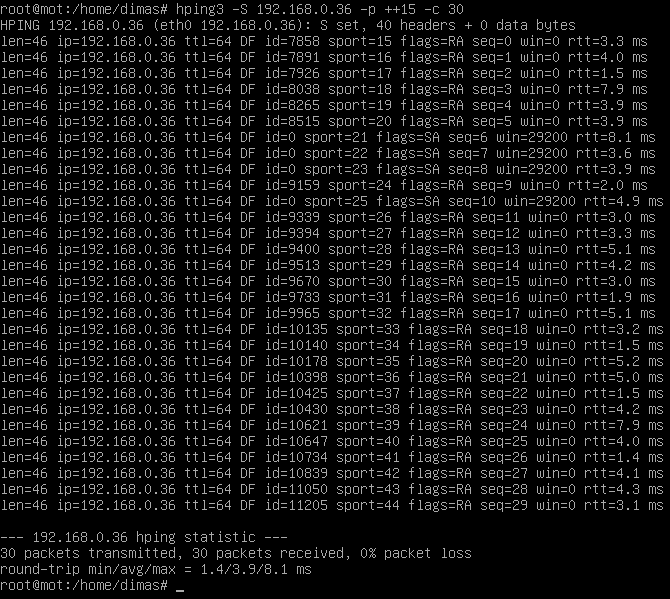 root@mot:/home/dimas# hping3 -S 192.168.0.36 -p ++15 -c 30
HPING 192.168.0.36 (eth0 192.168.0.36): S set, 40 headers + 0 data bytes
len=46 ip=192.168.0.36 ttl=64 DF id=7858 sport=15 flags=RA seq=0 win=0 rtt=3.3 ms
len=46 ip=192.168.0.36 ttl=64 DF id=7891 sport=16 flags=RA seq=1 win=0 rtt=4.0 ms
len=46 ip=192.168.0.36 ttl=64 DF id=7926 sport=17 flags=RA seq=2 win=0 rtt=1.5 ms
len=46 ip=192.168.0.36 ttl=64 DF id=8038 sport=18 flags=RA seq=3 win=0 rtt=7.9 ms
len=46 ip=192.168.0.36 ttl=64 DF id=8265 sport=19 flags=RA seq=4 win=0 rtt=3.9 ms
len=46 ip=192.168.0.36 ttl=64 DF id=8515 sport=20 flags=RA seq=5 win=0 rtt=3.9 ms
len=46 ip=192.168.0.36 ttl=64 DF id=0 sport=21 flags=SA seq=6 win=29200 rtt=8.1 ms
len=46 ip=192.168.0.36 ttl=64 DF id=0 sport=22 flags=SA seq=7 win=29200 rtt=3.6 ms
len=46 ip=192.168.0.36 ttl=64 DF id=0 sport=23 flags=SA seq=8 win=29200 rtt=3.9 ms
len=46 ip=192.168.0.36 ttl=64 DF id=9159 sport=24 flags=RA seq=9 win=0 rtt=2.0 ms
len=46 ip=192.168.0.36 ttl=64 DF id=0 sport=25 flags=SA seq=10 win=29200 rtt=4.9 ms
len=46 ip=192.168.0.36 ttl=64 DF id=9339 sport=26 flags=RA seq=11 win=0 rtt=3.0 ms
len=46 ip=192.168.0.36 ttl=64 DF id=9394 sport=27 flags=RA seq=12 win=0 rtt=3.3 ms
len=46 ip=192.168.0.36 ttl=64 DF id=9400 sport=28 flags=RA seq=13 win=0 rtt=5.1 ms
len=46 ip=192.168.0.36 ttl=64 DF id=9513 sport=29 flags=RA seq=14 win=0 rtt=4.2 ms
len=46 ip=192.168.0.36 ttl=64 DF id=9670 sport=30 flags=RA seq=15 win=0 rtt=3.0 ms
len=46 ip=192.168.0.36 ttl=64 DF id=9733 sport=31 flags=RA seq=16 win=0 rtt=1.9 ms
len=46 ip=192.168.0.36 ttl=64 DF id=9965 sport=32 flags=RA seq=17 win=0 rtt=5.1 ms
len=46 ip=192.168.0.36 ttl=64 DF id=10135 sport=33 flags=RA seq=18 win=0 rtt=3.2 ms
len=46 ip=192.168.0.36 ttl=64 DF id=10140 sport=34 flags=RA seq=19 win=0 rtt=1.5 ms
len=46 ip=192.168.0.36 ttl=64 DF id=10178 sport=35 flags=RA seq=20 win=0 rtt=5.2 ms
len=46 ip=192.168.0.36 ttl=64 DF id=10398 sport=36 flags=RA seq=21 win=0 rtt=5.0 ms
len=46 ip=192.168.0.36 ttl=64 DF id=10425 sport=37 flags=RA seq=22 win=0 rtt=1.5 ms
len=46 ip=192.168.0.36 ttl=64 DF id=10430 sport=38 flags=RA seq=23 win=0 rtt=4.2 ms
len=46 ip=192.168.0.36 ttl=64 DF id=10621 sport=39 flags=RA seq=24 win=0 rtt=7.9 ms
len=46 ip=192.168.0.36 ttl=64 DF id=10647 sport=40 flags=RA seq=25 win=0 rtt=4.0 ms
len=46 ip=192.168.0.36 ttl=64 DF id=10734 sport=41 flags=RA seq=26 win=0 rtt=1.4 ms
len=46 ip=192.168.0.36 ttl=64 DF id=10839 sport=42 flags=RA seq=27 win=0 rtt=4.1 ms
len=46 ip=192.168.0.36 ttl=64 DF id=11050 sport=43 flags=RA seq=28 win=0 rtt=4.3 ms
len=46 ip=192.168.0.36 ttl=64 DF id=11205 sport=44 flags=RA seq=29 win=0 rtt=3.1 ms
--- 192.168.0.36 hping statistic ---
30 packets transmitted, 30 packets received, 0% packet loss
round-trip min/avg/max = 1.4/3.9/8.1 ms
root@mot:/home/dimas# _